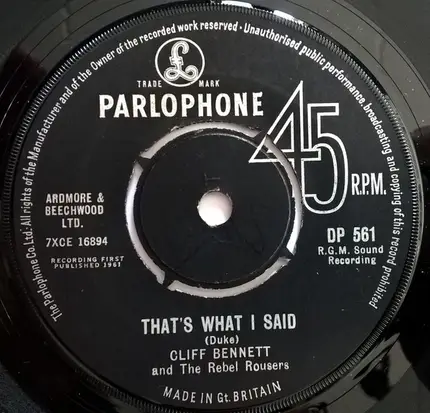 The Parlophone Co.Ltd. All rights of the Manufacturer and of the Owner of the recorded work reserved · Unauthorised public performance, broadcasting and copying of this record prohibited
£
TRADE MARK
PARLOPHONE
45 R.P.M.
ARDMORE &
BEECHWOOD
LTD.
7XCE 16894
RECORDING FIRST
PUBLISHED 1961
DP 561
R.G.M. Sound
Recording
THAT'S WHAT I SAID
(Duke)
CLIFF BENNETT
and The Rebel Rousers
MADE IN Gt. BRITAIN